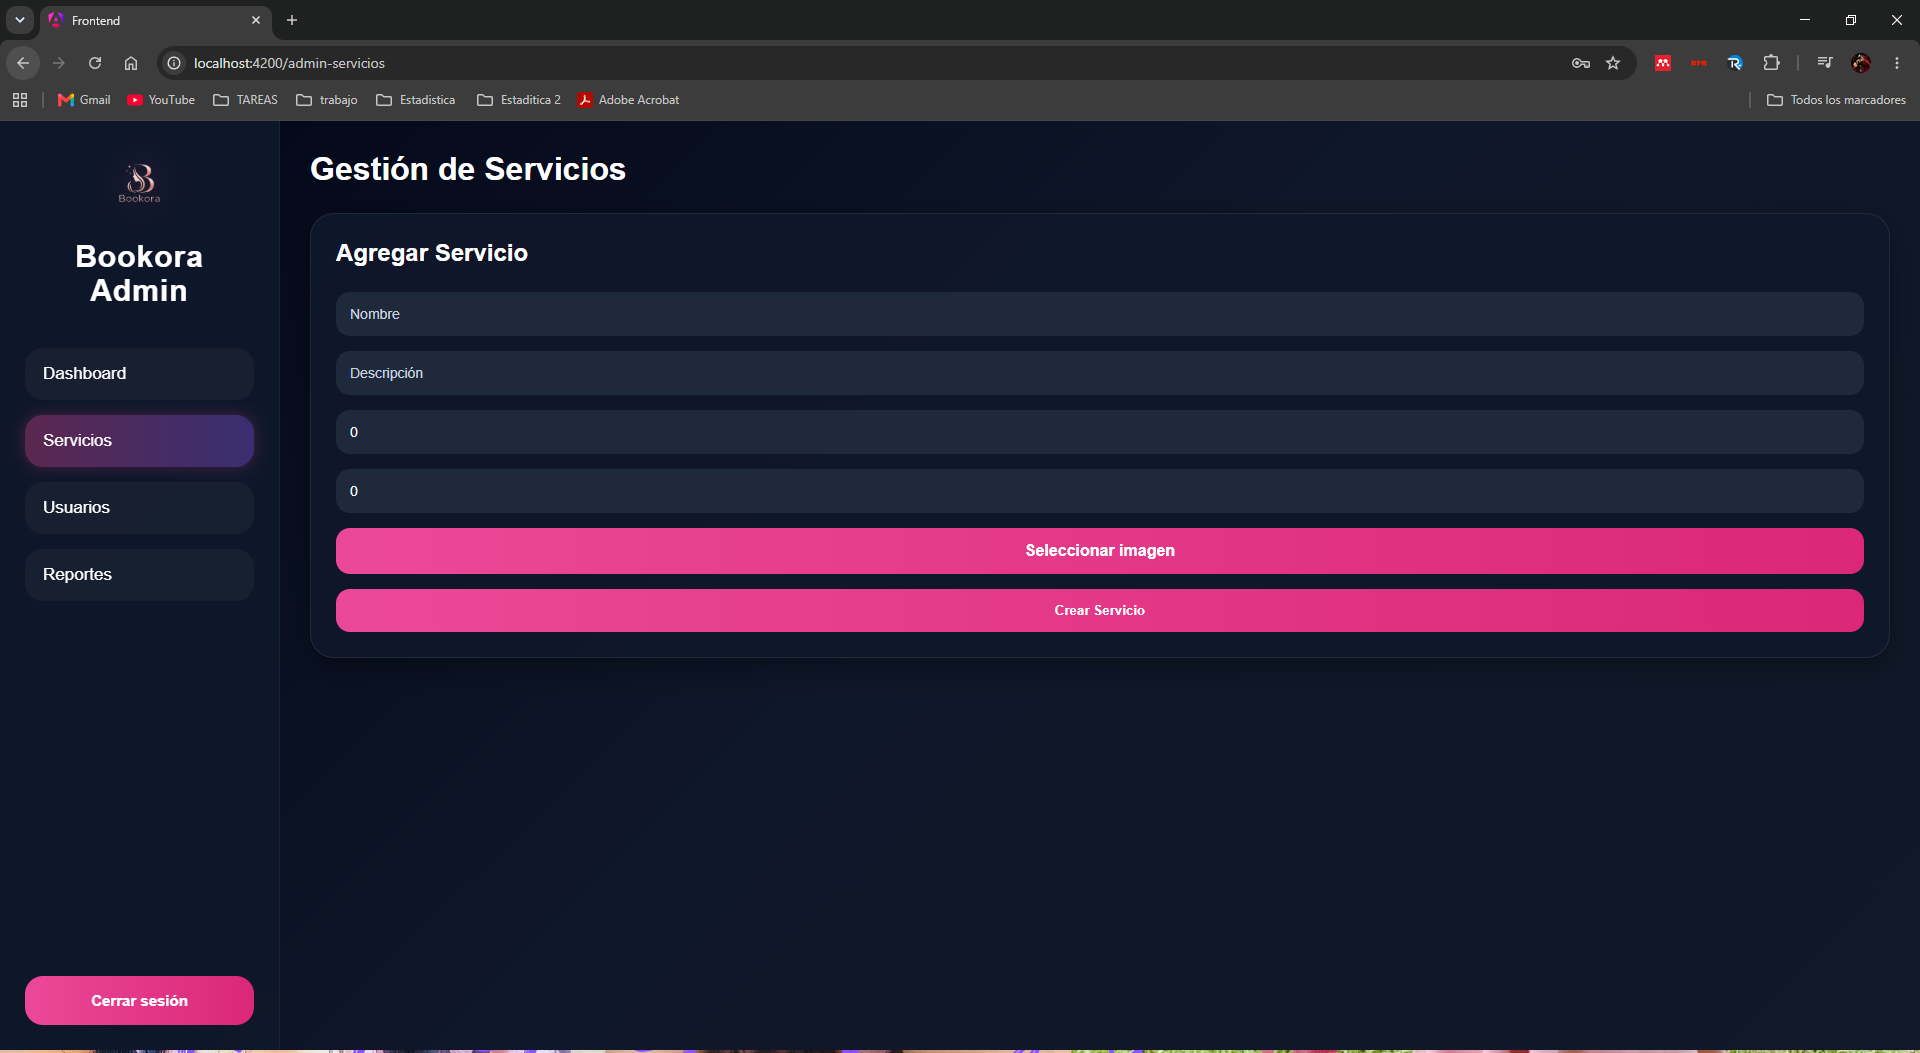 Frontend
localhost:4200/admin-servicios
Gmail
YouTube
TAREAS
trabajo
Estadistica
Estaditica 2
Adobe Acrobat
Todos los marcadores
Bookora
Bookora
Admin
Dashboard
Servicios
Usuarios
Reportes
Cerrar sesión
Gestión de Servicios
Agregar Servicio
Nombre
Descripción
0
0
Seleccionar imagen
Crear Servicio